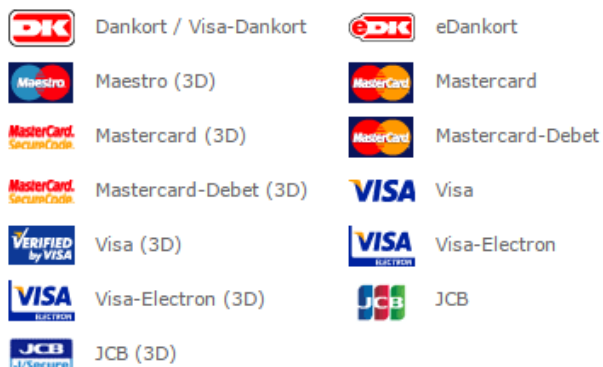 DK Dankort / Visa-Dankort eDK eDankort
Maestro Maestro (3D) MasterCard Mastercard
MasterCard. SecureCode. Mastercard (3D) MasterCard Mastercard-Debet
MasterCard. SecureCode. Mastercard-Debet (3D) VISA Visa
VERIFIED by VISA Visa (3D) VISA ELECTRON Visa-Electron
VISA ELECTRON Visa-Electron (3D) JCB JCB
JCB J/Secure JCB (3D)